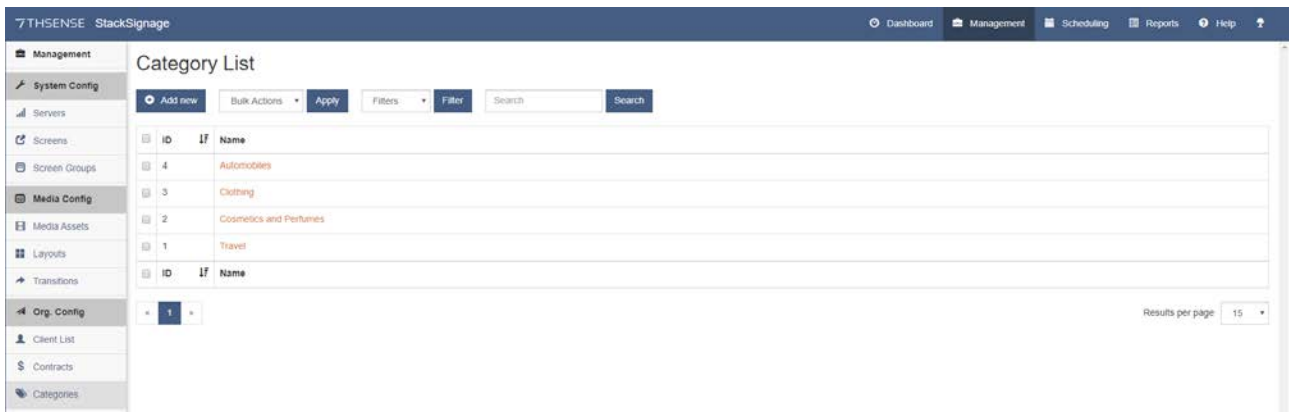 7THSENSE StackSignage
Dashboard Management Scheduling Reports Help
Management
System Config
Servers
Screens
Screen Groups
Media Config
Media Assets
Layouts
Transitions
Org. Config
Client List
Contracts
Categories
Category List
Add new Bulk Actions Apply Filters Filter Search Search
ID Name
4 Automobiles
3 Clothing
2 Cosmetics and Perfumes
1 Travel
ID Name
« 1 » Results per page 15